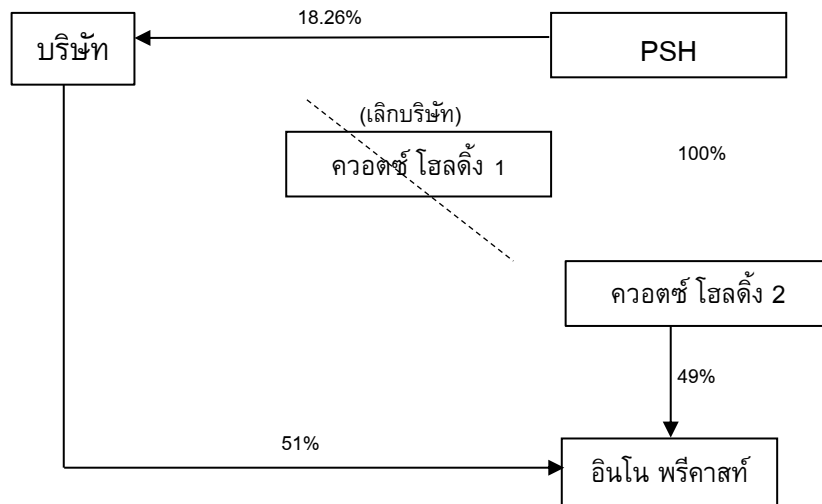 18.26%
บริษัท
PSH
(เลิกบริษัท)
ควอตซ์ โฮลดิ้ง 1
100%
ควอตซ์ โฮลดิ้ง 2
49%
51%
อินโน พรีคาสท์